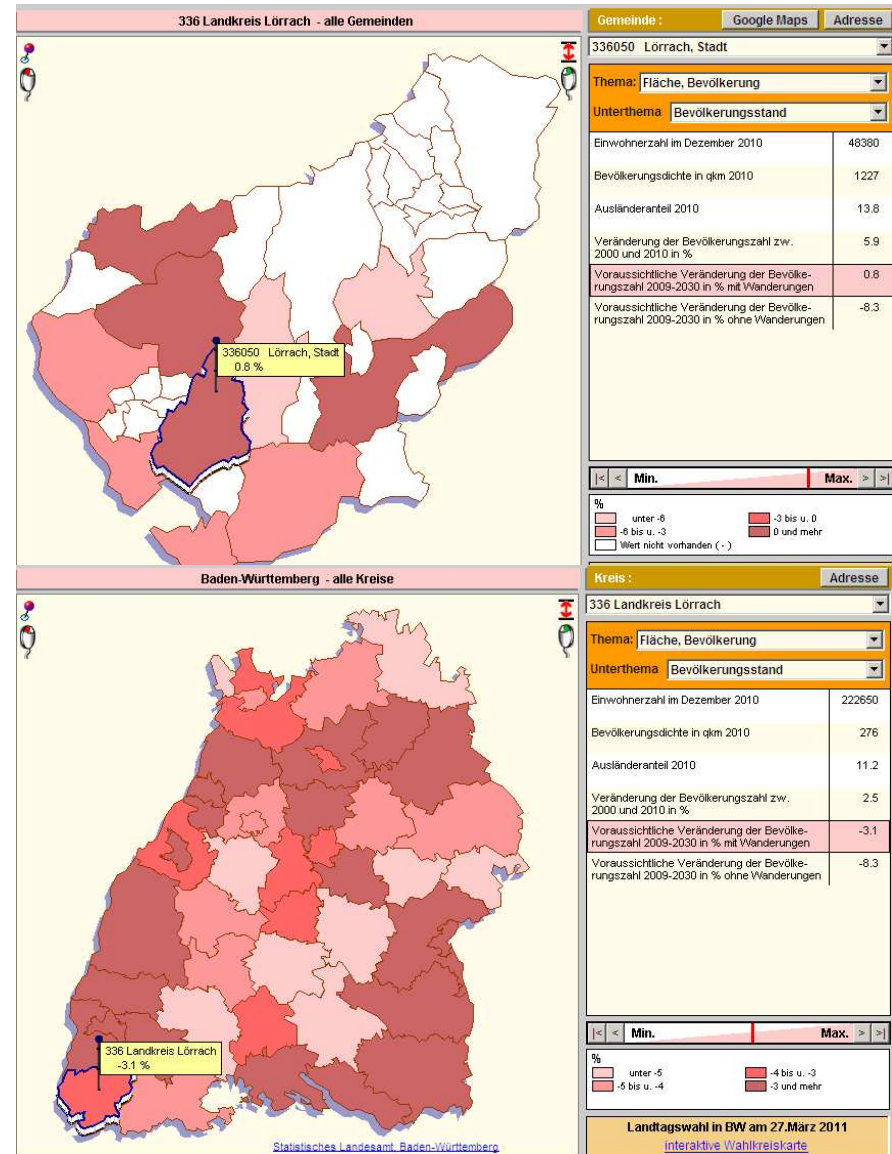 336 Landkreis Lörrach - alle Gemeinden
336050 Lörrach, Stadt
0.8 %
Gemeinde :
Google Maps
Adresse
336050 Lörrach, Stadt
Thema: Fläche, Bevölkerung
Unterthema Bevölkerungsstand
Einwohnerzahl im Dezember 2010 48380
Bevölkerungsdichte in qkm 2010 1227
Ausländeranteil 2010 13.8
Veränderung der Bevölkerungszahl zw.
2000 und 2010 in % 5.9
Voraussichtliche Veränderung der Bevölke-
rungszahl 2009-2030 in % mit Wanderungen 0.8
Voraussichtliche Veränderung der Bevölke-
rungszahl 2009-2030 in % ohne Wanderungen -8.3
|< < Min. Max. > >|
%
unter -6 -3 bis u. 0
-6 bis u. -3 0 und mehr
Wert nicht vorhanden ( - )
Baden-Württemberg - alle Kreise
336 Landkreis Lörrach
-3.1 %
Statistisches Landesamt, Baden-Württemberg
Kreis :
Adresse
336 Landkreis Lörrach
Thema: Fläche, Bevölkerung
Unterthema Bevölkerungsstand
Einwohnerzahl im Dezember 2010 222650
Bevölkerungsdichte in qkm 2010 276
Ausländeranteil 2010 11.2
Veränderung der Bevölkerungszahl zw.
2000 und 2010 in % 2.5
Voraussichtliche Veränderung der Bevölke-
rungszahl 2009-2030 in % mit Wanderungen -3.1
Voraussichtliche Veränderung der Bevölke-
rungszahl 2009-2030 in % ohne Wanderungen -8.3
|< < Min. Max. > >|
%
unter -5 -4 bis u. -3
-5 bis u. -4 -3 und mehr
Landtagswahl in BW am 27.März 2011
interaktive Wahlkreiskarte